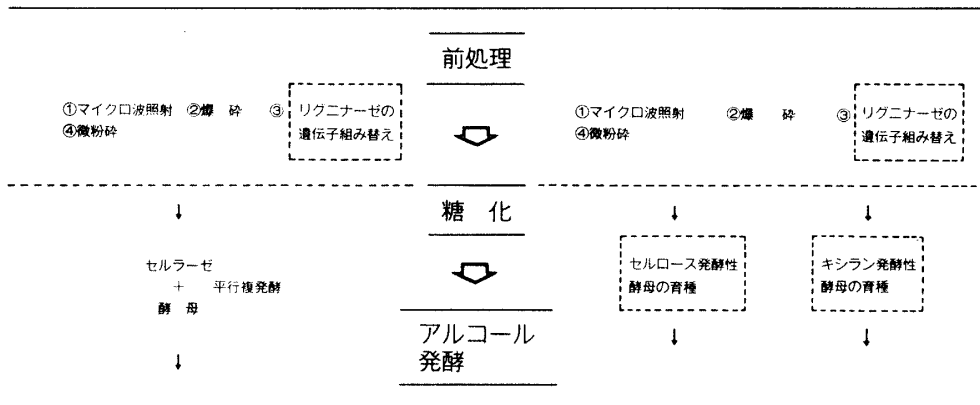 前処理
①マイクロ波照射 ②爆 砕 ③ リグニナーゼの
④微粉砕 遺伝子組み替え
①マイクロ波照射 ②爆 砕 ③ リグニナーゼの
④微粉砕 遺伝子組み替え
↓
糖 化
↓ ↓
セルラーゼ
+ 平行複発酵
酵 母
セルロース発酵性
酵母の育種
キシラン発酵性
酵母の育種
↓
アルコール
発酵
↓ ↓